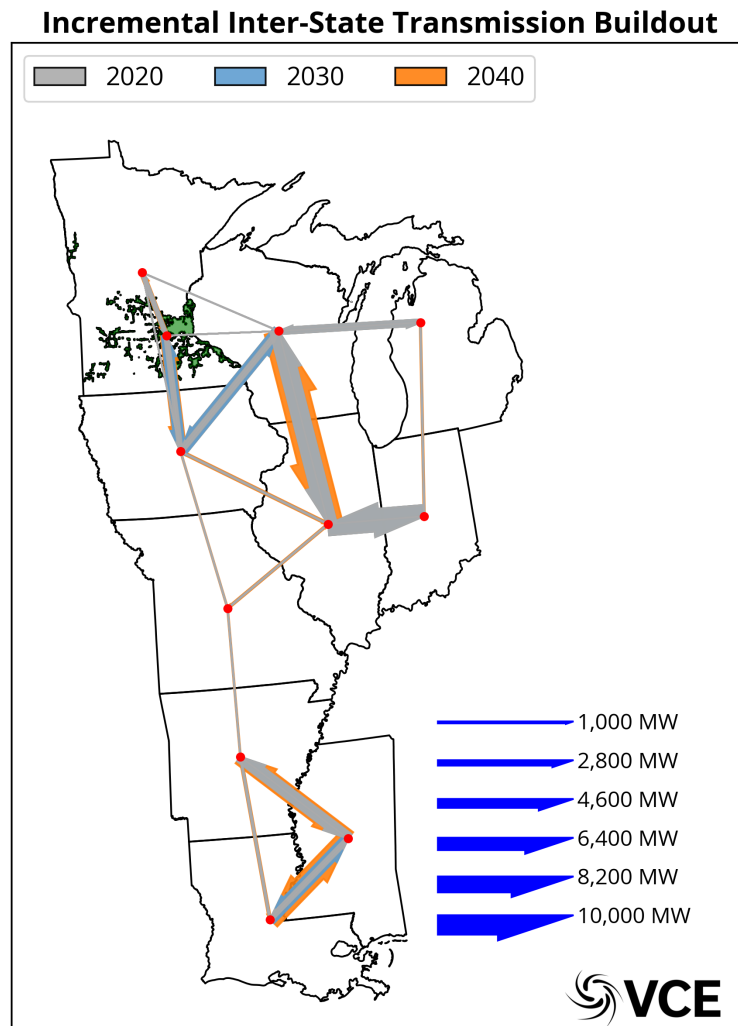 Incremental Inter-State Transmission Buildout
2020 2030 2040
1,000 MW
2,800 MW
4,600 MW
6,400 MW
8,200 MW
10,000 MW
VCE